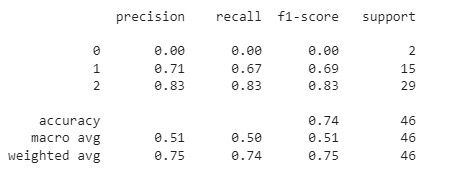 precision recall f1-score support
0 0.00 0.00 0.00 2
1 0.71 0.67 0.69 15
2 0.83 0.83 0.83 29
accuracy 0.74 46
macro avg 0.51 0.50 0.51 46
weighted avg 0.75 0.74 0.75 46